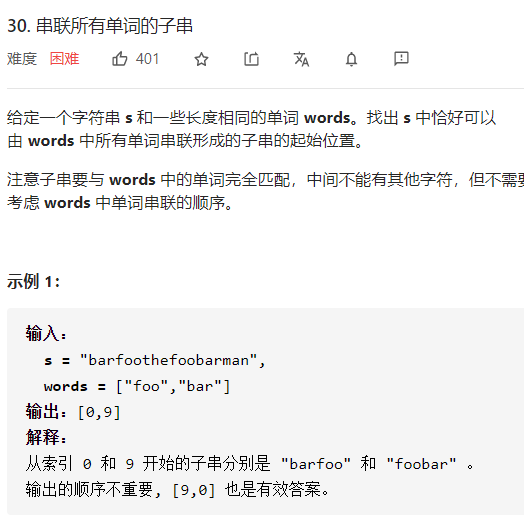 30. 串联所有单词的子串
难度 困难 401
给定一个字符串 s 和一些长度相同的单词 words。找出 s 中恰好可以
由 words 中所有单词串联形成的子串的起始位置。
注意子串要与 words 中的单词完全匹配，中间不能有其他字符，但不需要
考虑 words 中单词串联的顺序。
示例 1：
输入：
s = "barfoothefoobarman",
words = ["foo","bar"]
输出：[0,9]
解释：
从索引 0 和 9 开始的子串分别是 "barfoo" 和 "foobar" 。
输出的顺序不重要, [9,0] 也是有效答案。